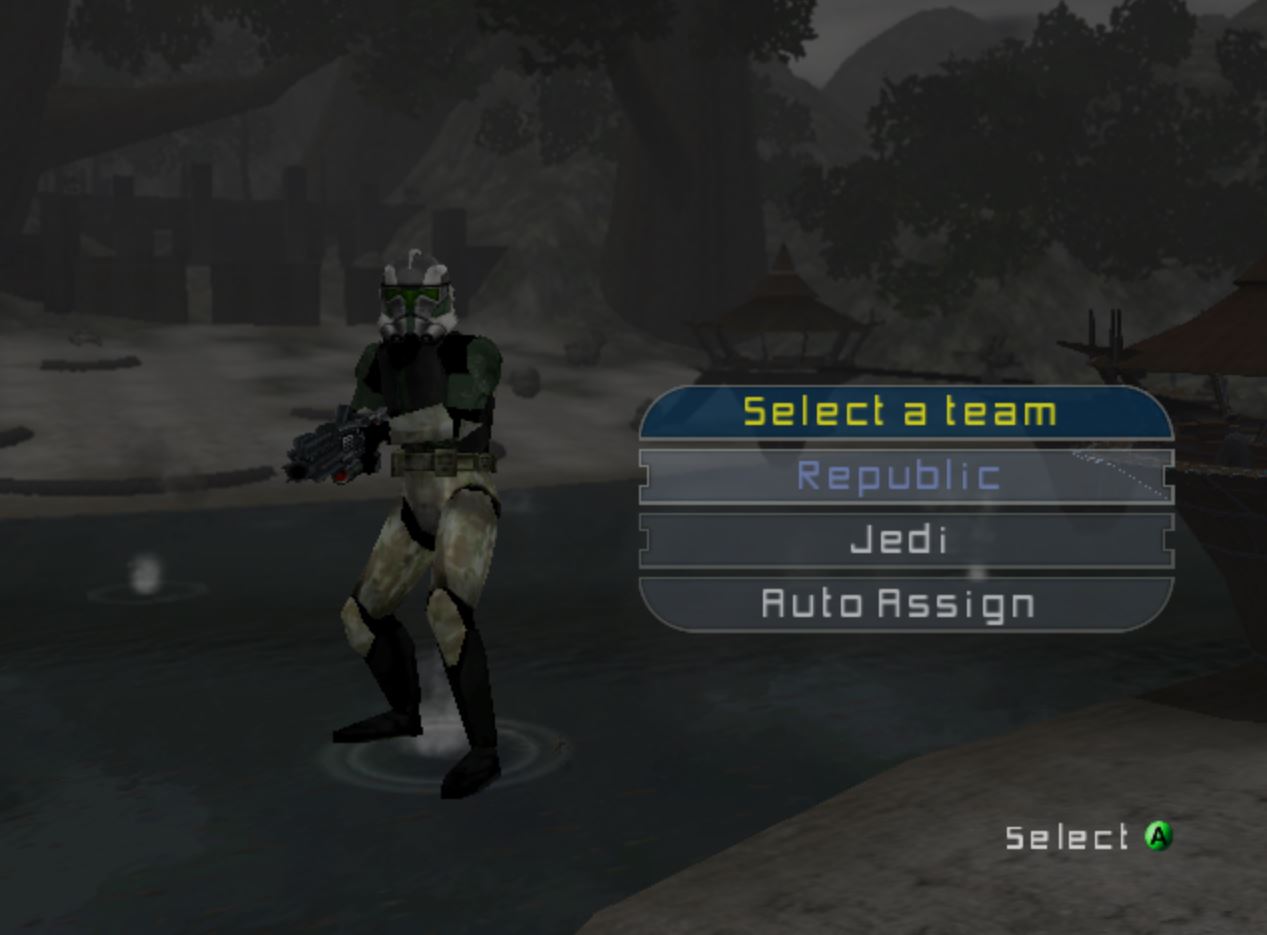 Select a team
Republic
Jedi
Auto Assign
Select A